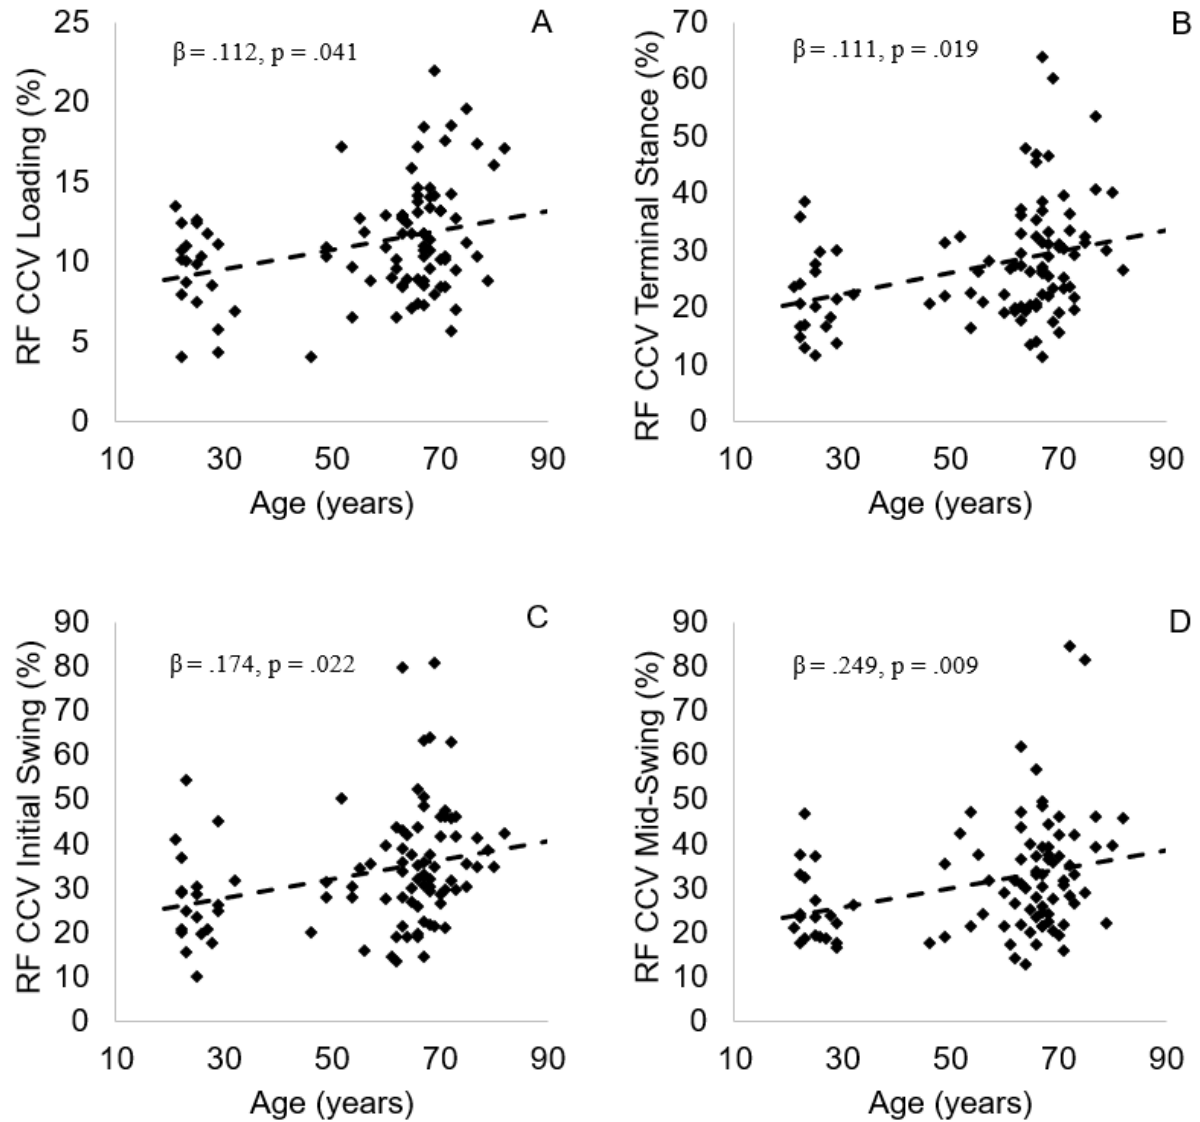 A
β = .112, p = .041
RF CCV Loading (%)
25
20
15
10
5
0
10 30 50 70 90
Age (years)
B
β = .111, p = .019
RF CCV Terminal Stance (%)
70
60
50
40
30
20
10
0
10 30 50 70 90
Age (years)
C
β = .174, p = .022
RF CCV Initial Swing (%)
90
80
70
60
50
40
30
20
10
0
10 30 50 70 90
Age (years)
D
β = .249, p = .009
RF CCV Mid-Swing (%)
90
80
70
60
50
40
30
20
10
0
10 30 50 70 90
Age (years)